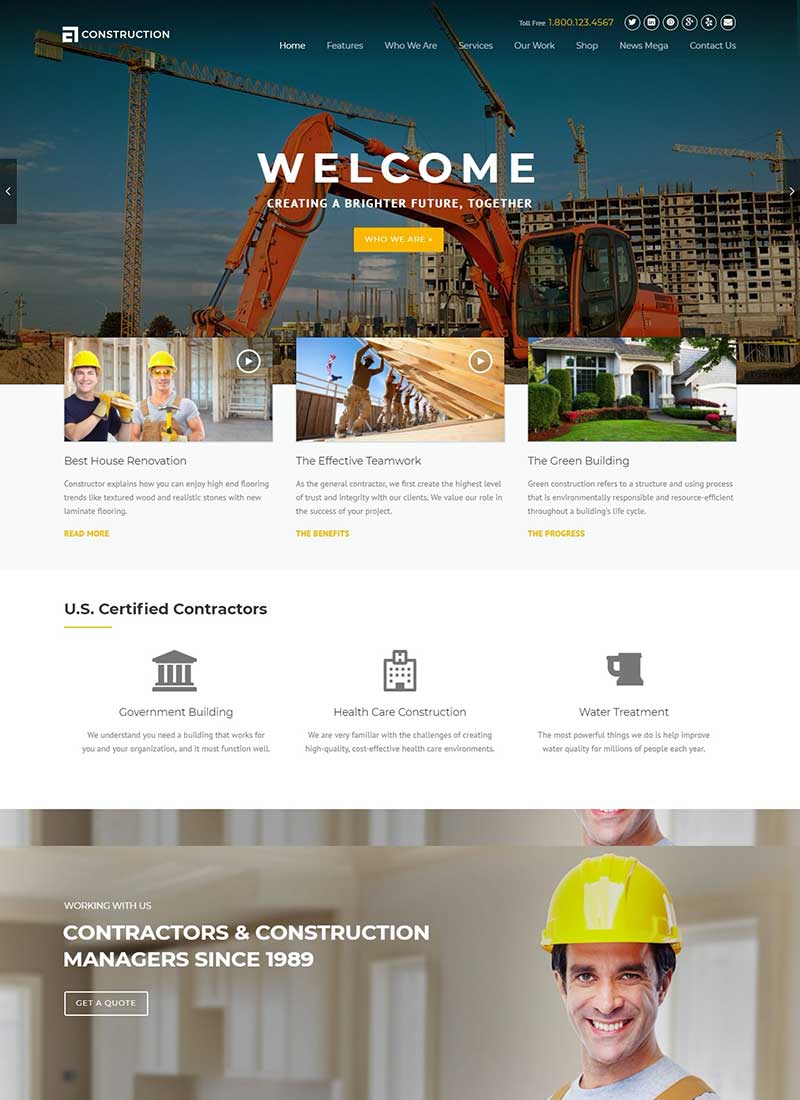 Toll Free 1.800.123.4567
CONSTRUCTION
Home Features Who We Are Services Our Work Shop News Mega Contact Us
WELCOME
CREATING A BRIGHTER FUTURE, TOGETHER
WHO WE ARE »
Best House Renovation
Constructor explains how you can enjoy high end flooring
trends like textured wood and realistic stones with new
laminate flooring.
READ MORE
The Effective Teamwork
As the general contractor, we first create the highest level
of trust and integrity with our clients. We value our role in
the success of your project.
THE BENEFITS
The Green Building
Green construction refers to a structure and using process
that is environmentally responsible and resource-efficient
throughout a building's life cycle.
THE PROGRESS
U.S. Certified Contractors
Government Building
We understand you need a building that works for
you and your organization, and it must function well.
Health Care Construction
We are very familiar with the challenges of creating
high-quality, cost-effective health care environments.
Water Treatment
The most powerful things we do is help improve
water quality for millions of people each year.
WORKING WITH US
CONTRACTORS & CONSTRUCTION
MANAGERS SINCE 1989
GET A QUOTE